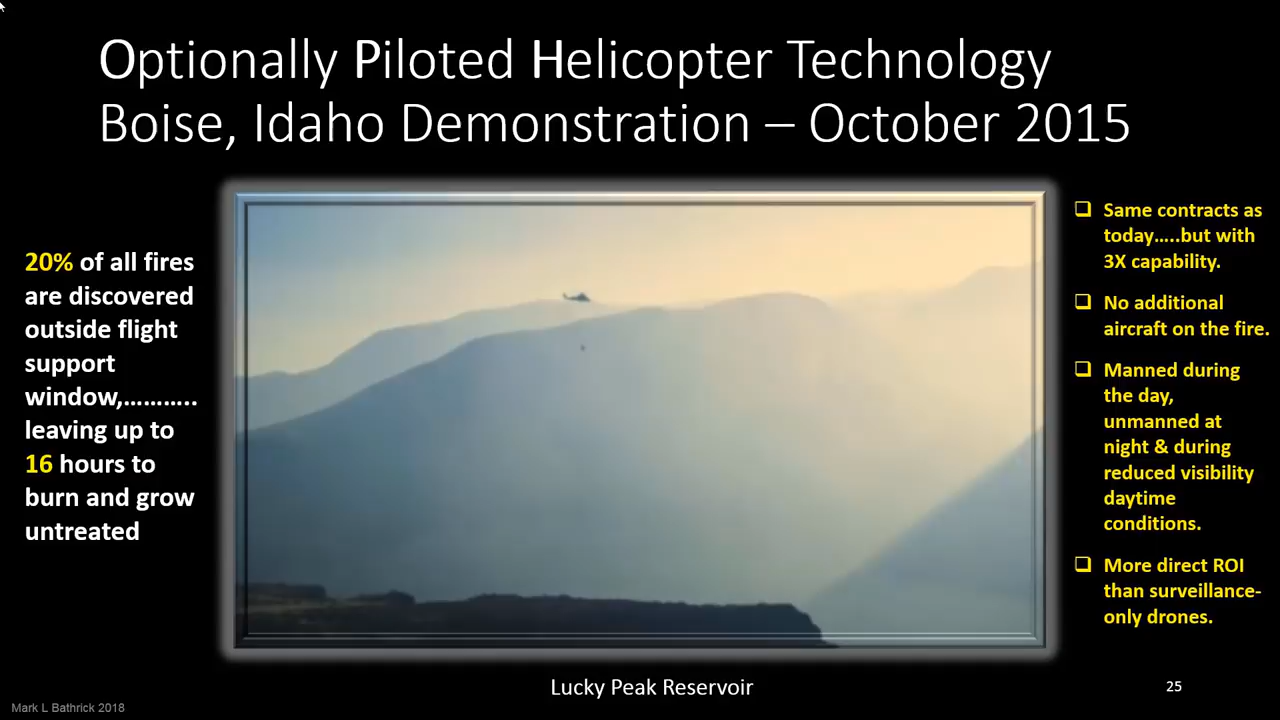 Optionally Piloted Helicopter Technology
Boise, Idaho Demonstration – October 2015
20% of all fires
are discovered
outside flight
support
window,………..
leaving up to
16 hours to
burn and grow
untreated
Same contracts as
today…..but with
3X capability.
No additional
aircraft on the fire.
Manned during
the day,
unmanned at
night & during
reduced visibility
daytime
conditions.
More direct ROI
than surveillance-
only drones.
Lucky Peak Reservoir
25
Mark L Bathrick 2018